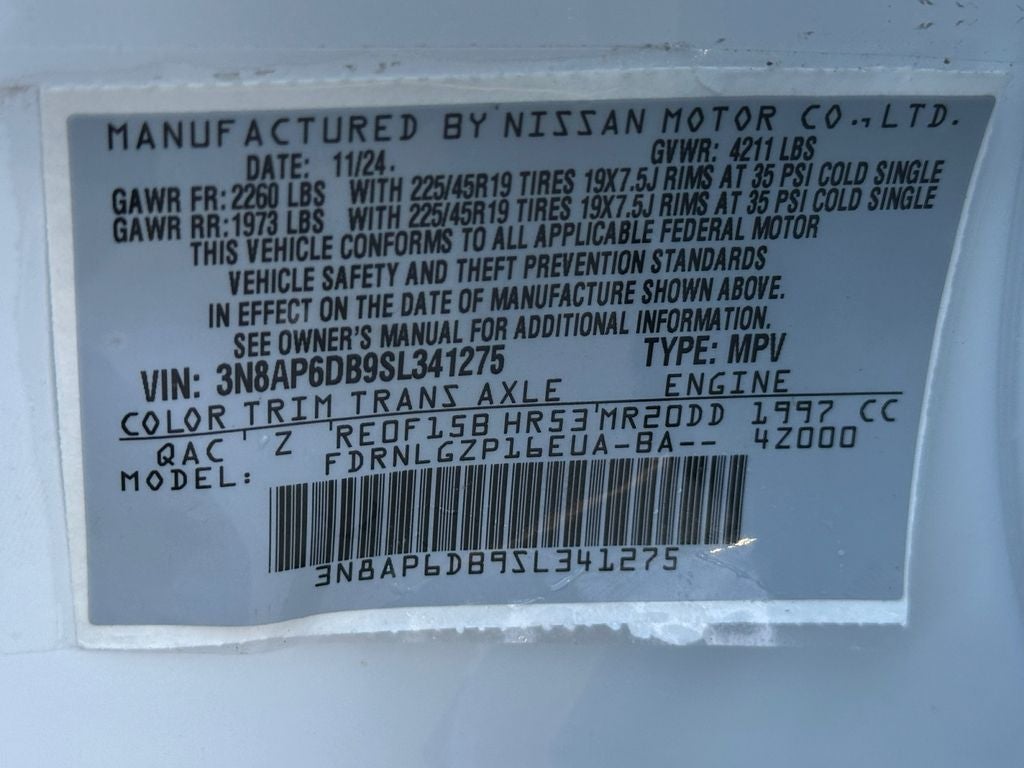 MANUFACTURED BY NISSAN MOTOR CO.,LTD.
DATE: 11/24. GVWR: 4211 LBS
GAWR FR: 2260 LBS WITH 225/45R19 TIRES 19X7.5J RIMS AT 35 PSI COLD SINGLE
GAWR RR: 1973 LBS WITH 225/45R19 TIRES 19X7.5J RIMS AT 35 PSI COLD SINGLE
THIS VEHICLE CONFORMS TO ALL APPLICABLE FEDERAL MOTOR
VEHICLE SAFETY AND THEFT PREVENTION STANDARDS
IN EFFECT ON THE DATE OF MANUFACTURE SHOWN ABOVE.
SEE OWNER'S MANUAL FOR ADDITIONAL INFORMATION.
VIN: 3N8AP6DB9SL341275 TYPE: MPV
COLOR TRIM TRANS AXLE ENGINE
QAC Z RE0F15B HR53 MR20DD 1997 CC
MODEL: FDRNLGZP16EUA-BA-- 4Z000
3N8AP6DB9SL341275